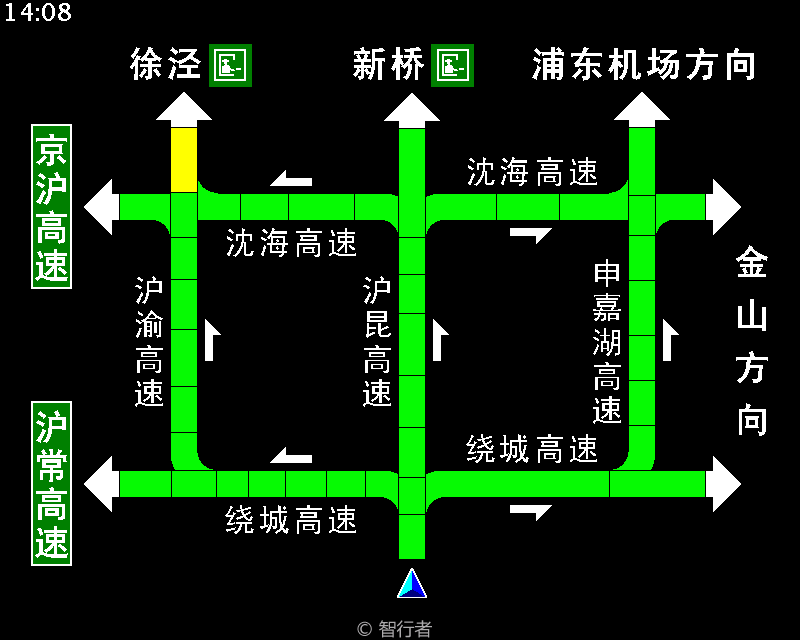 14:08
徐泾
新桥
浦东机场方向
京沪高速
沈海高速
沈海高速
沪渝高速
沪昆高速
申嘉湖高速
金山方向
沪常高速
绕城高速
绕城高速
© 智行者